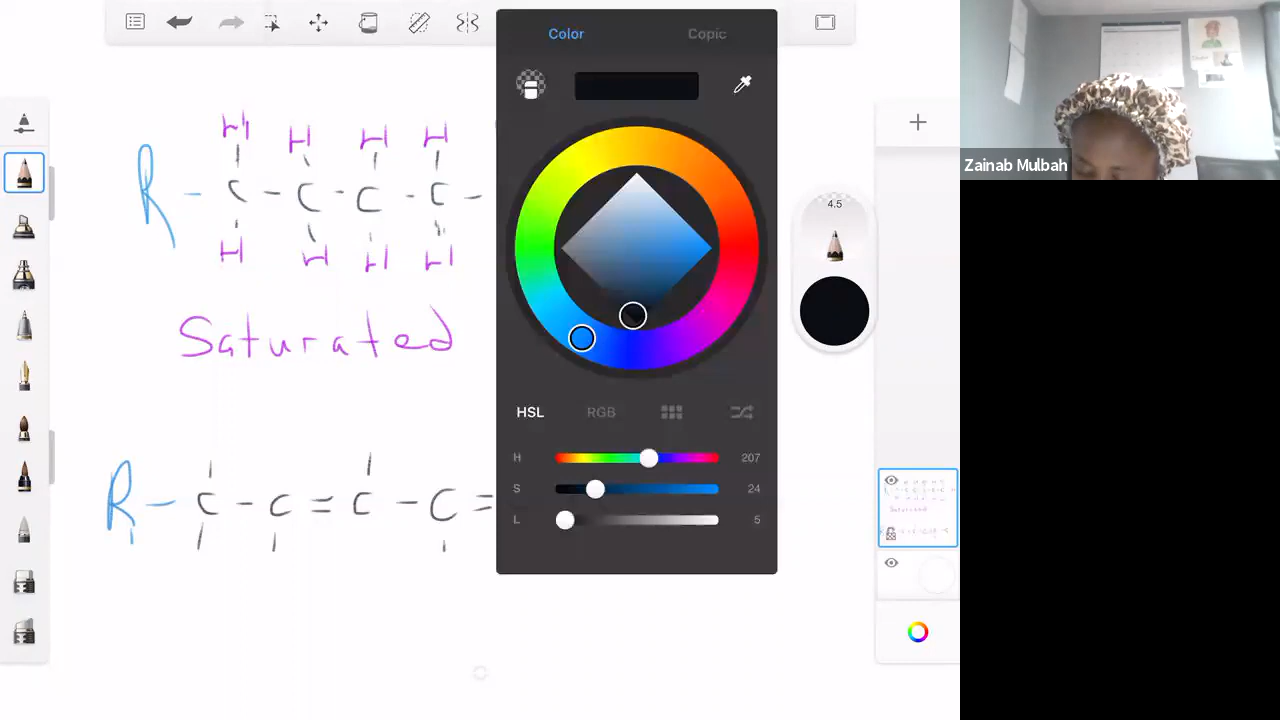 Color Copic
H H H H
R - C - C - C - C -
H H H H
Saturated
R - C - C = C - C =
HSL RGB
H 207
S 24
L 5
4.5
Zainab Mulbah